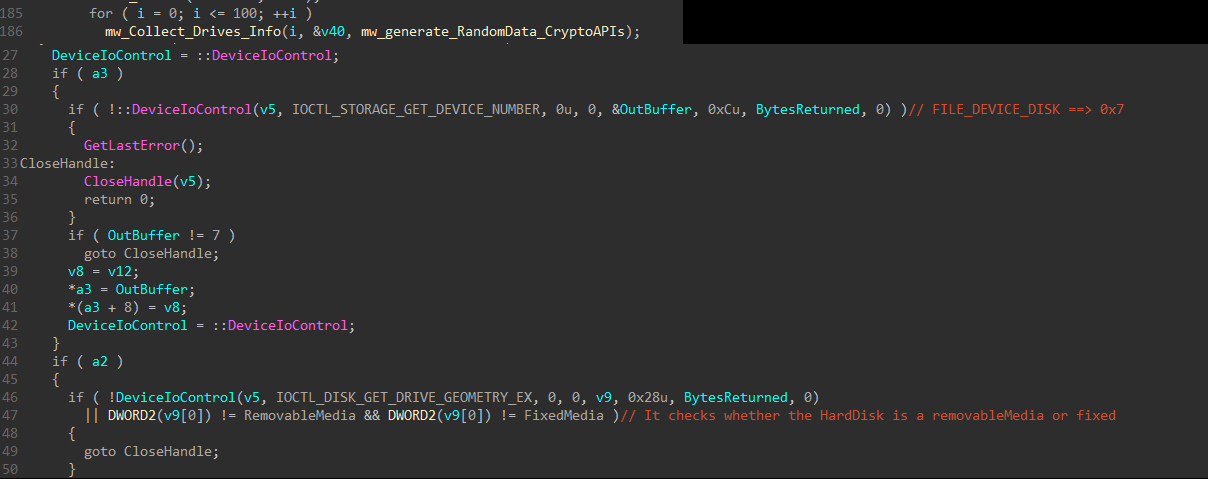 185 for ( i = 0; i <= 100; ++i )
186 mw_Collect_Drives_Info(i, &v40, mw_generate_RandomData_CryptoAPIs);
27 DeviceIoControl = ::DeviceIoControl;
28 if ( a3 )
29 {
30 if ( !::DeviceIoControl(v5, IOCTL_STORAGE_GET_DEVICE_NUMBER, 0u, 0, &OutBuffer, 0xCu, BytesReturned, 0) )// FILE_DEVICE_DISK ==> 0x7
31 {
32 GetLastError();
33 CloseHandle:
34 CloseHandle(v5);
35 return 0;
36 }
37 if ( OutBuffer != 7 )
38 goto CloseHandle;
39 v8 = v12;
40 *a3 = OutBuffer;
41 *(a3 + 8) = v8;
42 DeviceIoControl = ::DeviceIoControl;
43 }
44 if ( a2 )
45 {
46 if ( !DeviceIoControl(v5, IOCTL_DISK_GET_DRIVE_GEOMETRY_EX, 0, 0, v9, 0x28u, BytesReturned, 0)
47 || DWORD2(v9[0]) != RemovableMedia && DWORD2(v9[0]) != FixedMedia )// It checks whether the HardDisk is a removableMedia or fixed
48 {
49 goto CloseHandle;
50 }